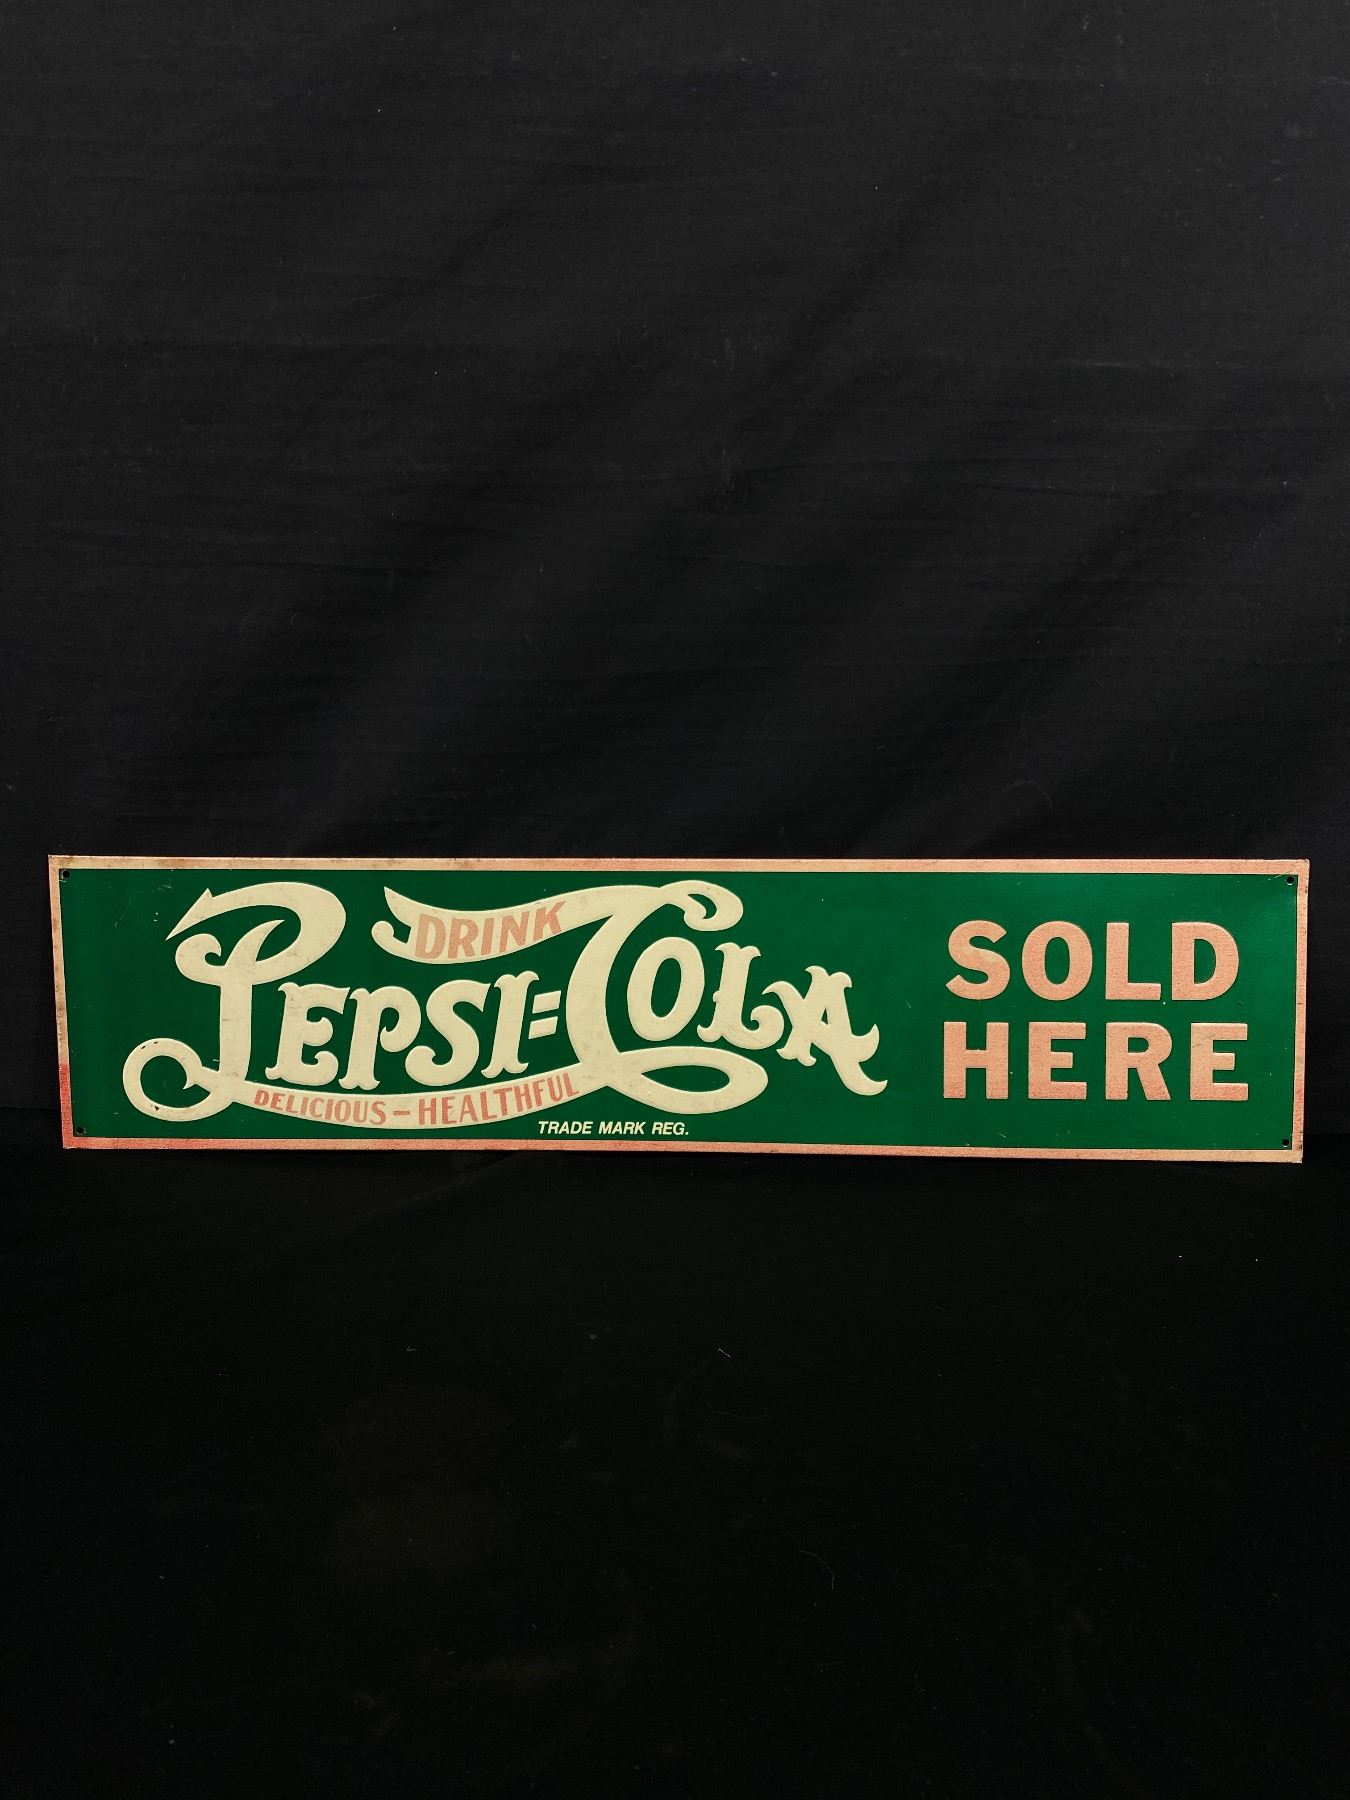 DRINK
PEPSI=COLA
DELICIOUS - HEALTHFUL
TRADE MARK REG.
SOLD
HERE